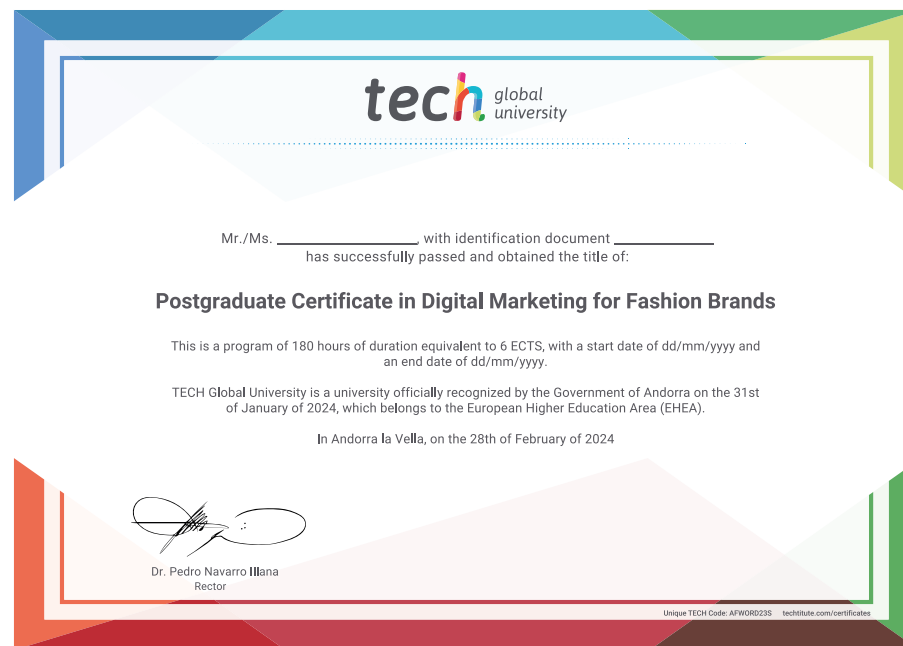 tech global university
Mr./Ms. ____________, with identification document ____________
has successfully passed and obtained the title of:
Postgraduate Certificate in Digital Marketing for Fashion Brands
This is a program of 180 hours of duration equivalent to 6 ECTS, with a start date of dd/mm/yyyy and
an end date of dd/mm/yyyy.
TECH Global University is a university officially recognized by the Government of Andorra on the 31st
of January of 2024, which belongs to the European Higher Education Area (EHEA).
In Andorra la Vella, on the 28th of February of 2024
Dr. Pedro Navarro Illana
Rector
Unique TECH Code: AFWORD23S techtitute.com/certificates